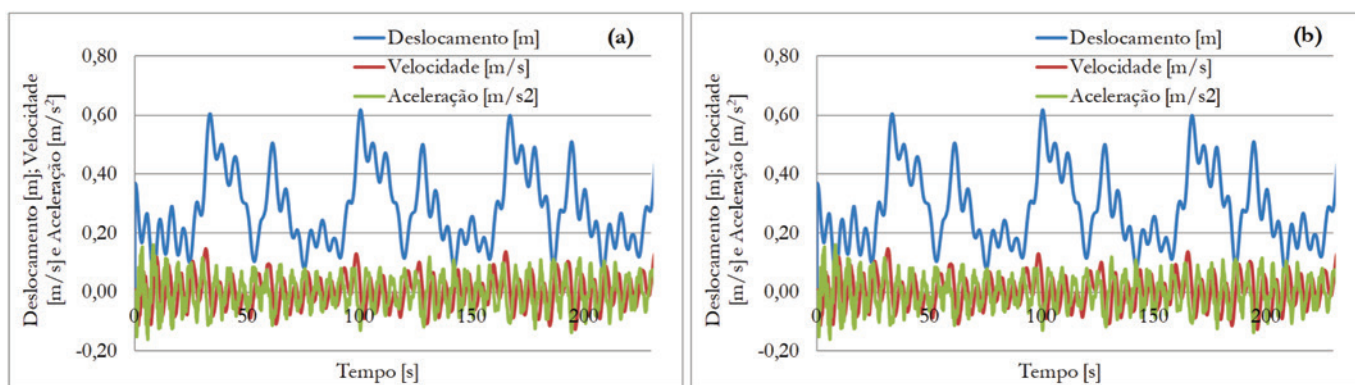 (a)
Deslocamento [m]
Velocidade [m/s]
Aceleração [m/s2]
Deslocamento [m]; Velocidade
[m/s] e Aceleração [m/s²]
0,80
0,60
0,40
0,20
0,00
-0,20
0
50
100
150
200
Tempo [s]
(b)
Deslocamento [m]
Velocidade [m/s]
Aceleração [m/s2]
Deslocamento [m]; Velocidade
[m/s] e Aceleração [m/s²]
0,80
0,60
0,40
0,20
0,00
-0,20
0
50
100
150
200
Tempo [s]